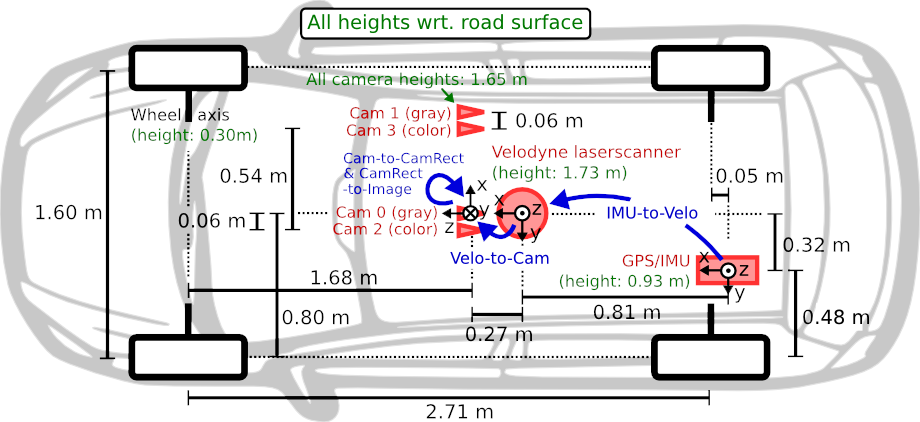 All heights wrt. road surface
All camera heights: 1.65 m
Wheel axis
(height: 0.30m)
Cam 1 (gray)
Cam 3 (color)
0.06 m
Cam-to-CamRect
& CamRect
-to-Image
Velodyne laserscanner
(height: 1.73 m)
0.54 m
0.05 m
x
x
1.60 m
0.06 m
Cam 0 (gray)
Cam 2 (color)
y
z
z
y
IMU-to-Velo
0.32 m
Velo-to-Cam
GPS/IMU
(height: 0.93 m)
x
z
y
1.68 m
0.80 m
0.27 m
0.81 m
0.48 m
2.71 m